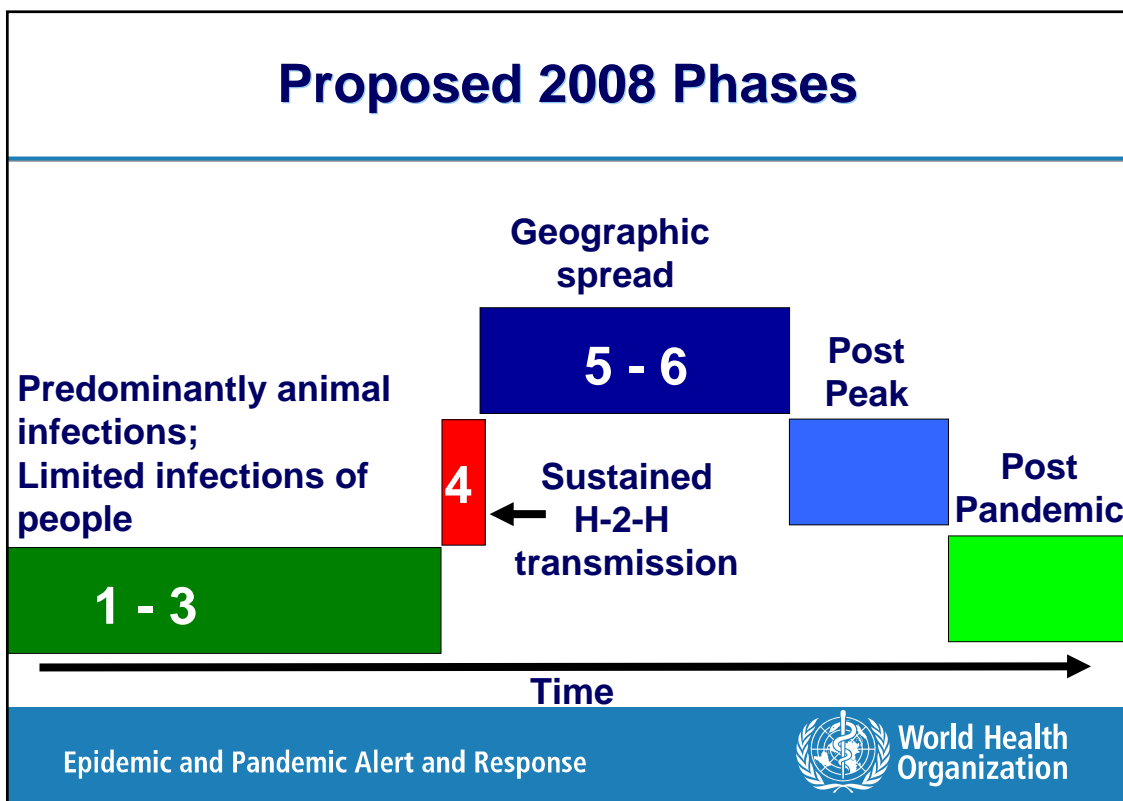 Proposed 2008 Phases
Geographic
spread
5 - 6
Post
Peak
Predominantly animal
infections;
Limited infections of
people
4
Sustained
H-2-H
transmission
Post
Pandemic
1 - 3
Time
Epidemic and Pandemic Alert and Response
World Health
Organization